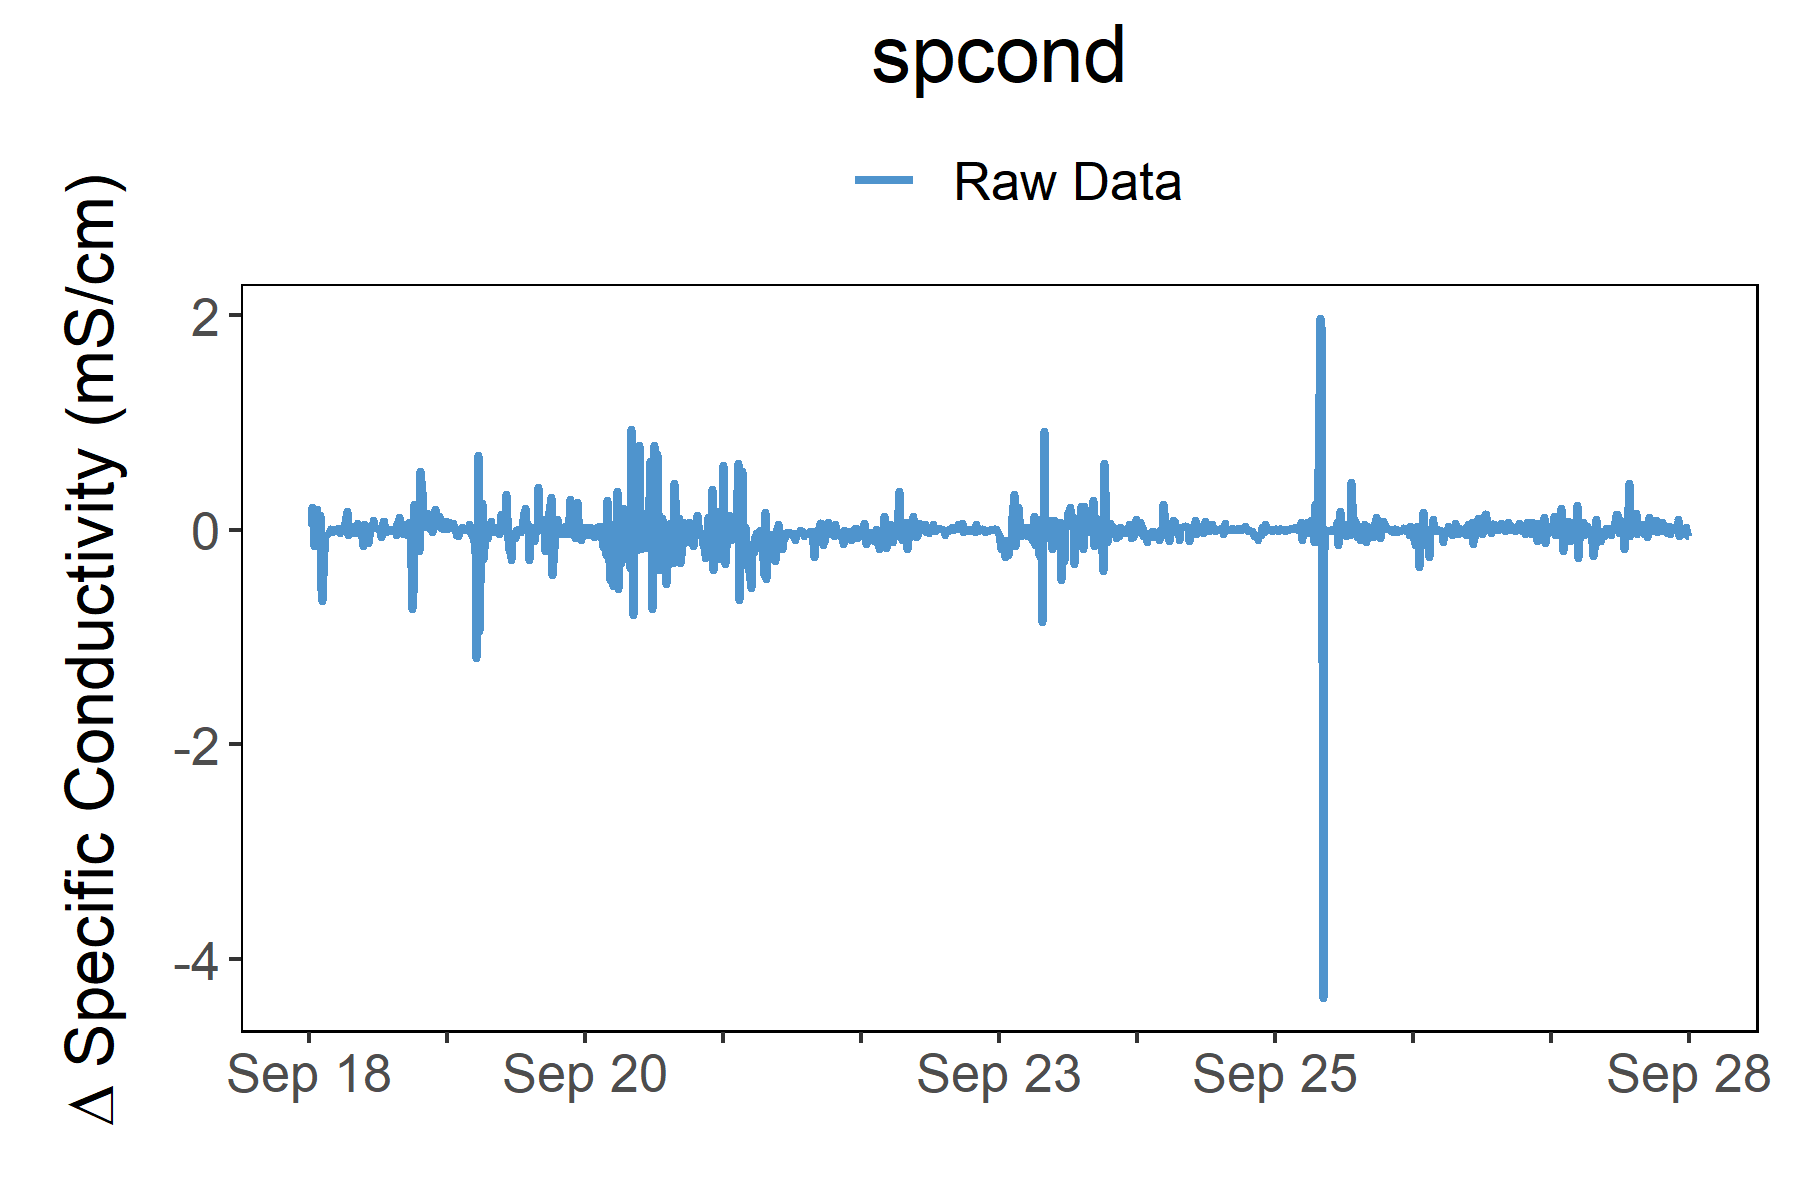 spcond
Raw Data
Δ Specific Conductivity (mS/cm)
2
0
-2
-4
Sep 18
Sep 20
Sep 23
Sep 25
Sep 28